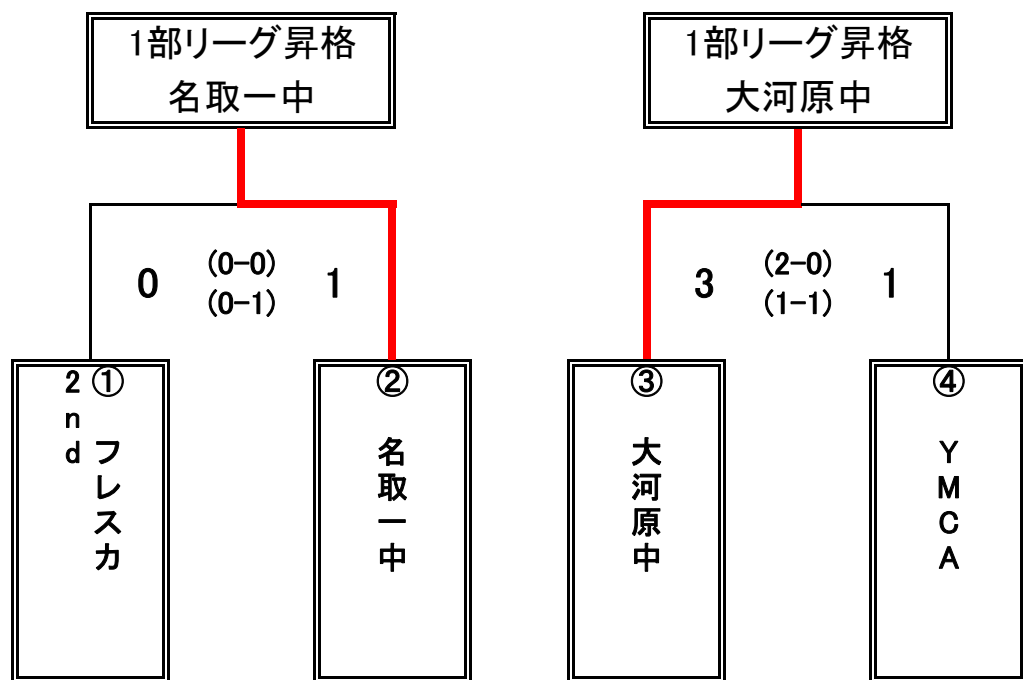 1部リーグ昇格
名取一中
1部リーグ昇格
大河原中
0
(0-0)
(0-1)
1
3
(2-0)
(1-1)
1
①
フレスカ
2nd
②
名取一中
③
大河原中
④
YMCA